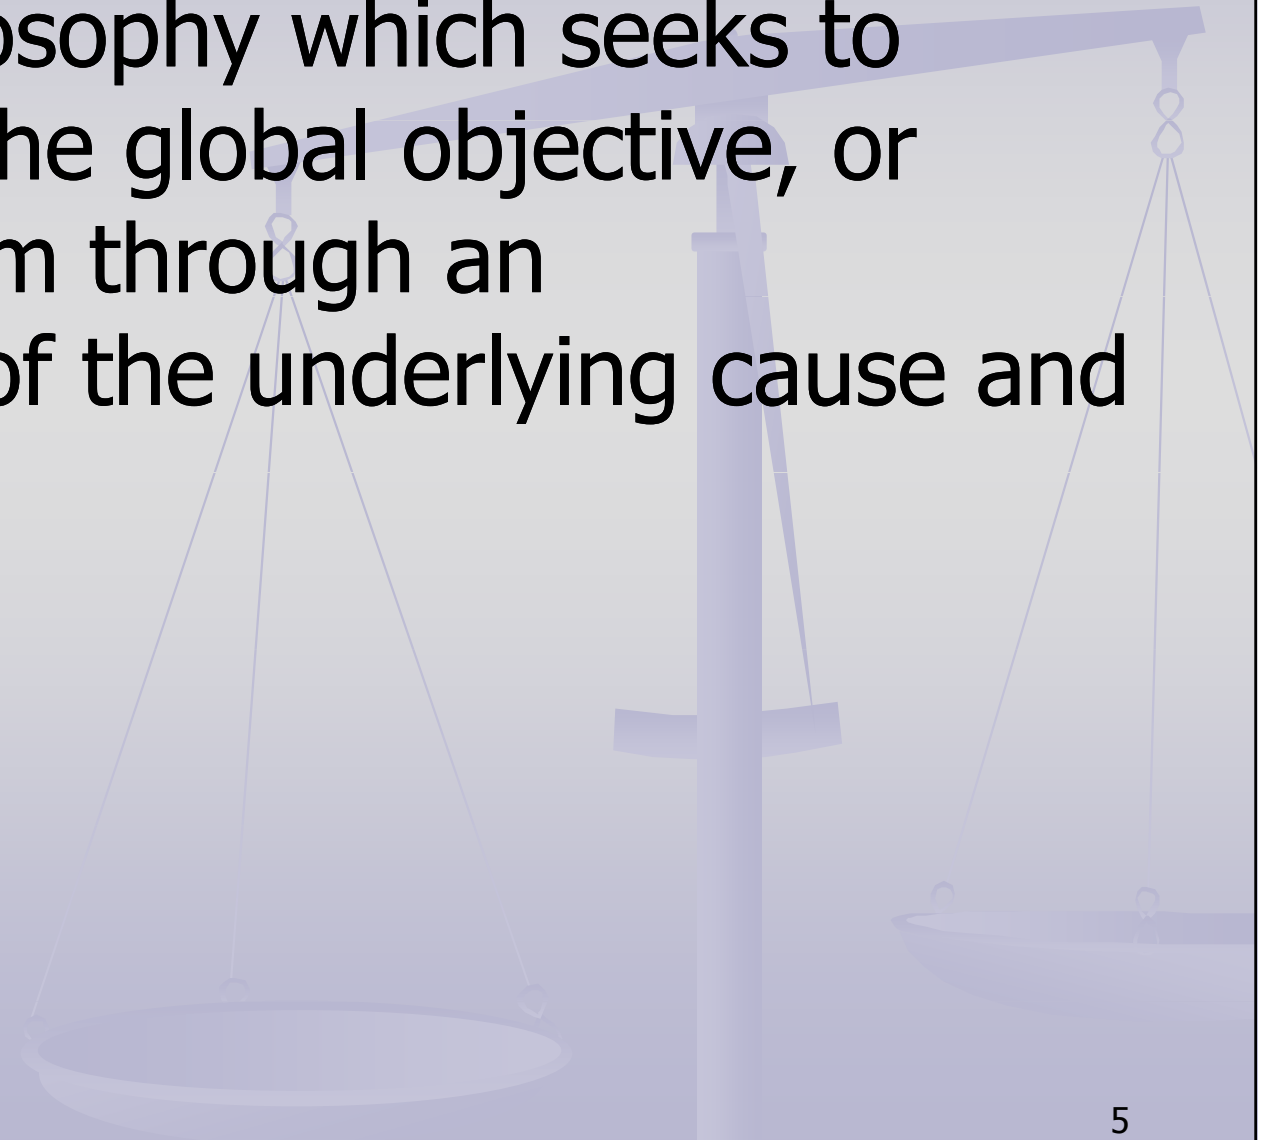 osophy which seeks to
he global objective, or
m through an
of the underlying cause and
5